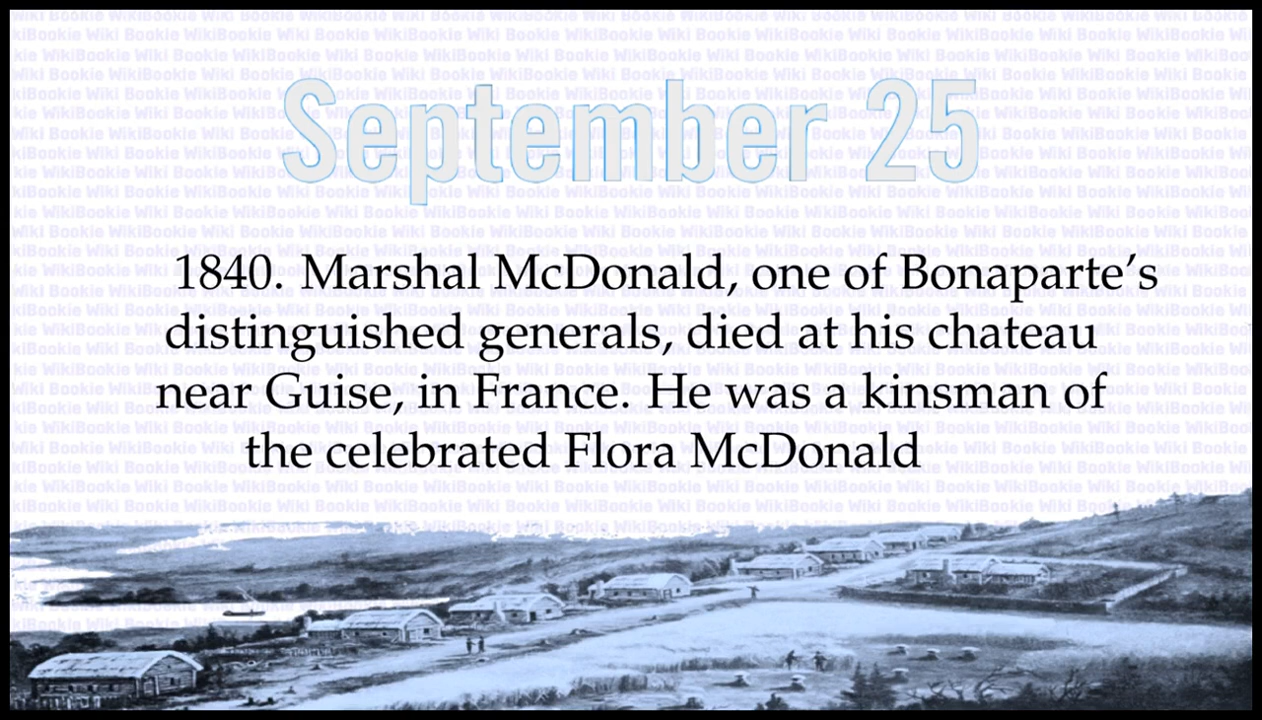 September 25
1840. Marshal McDonald, one of Bonaparte’s
distinguished generals, died at his chateau
near Guise, in France. He was a kinsman of
the celebrated Flora McDonald